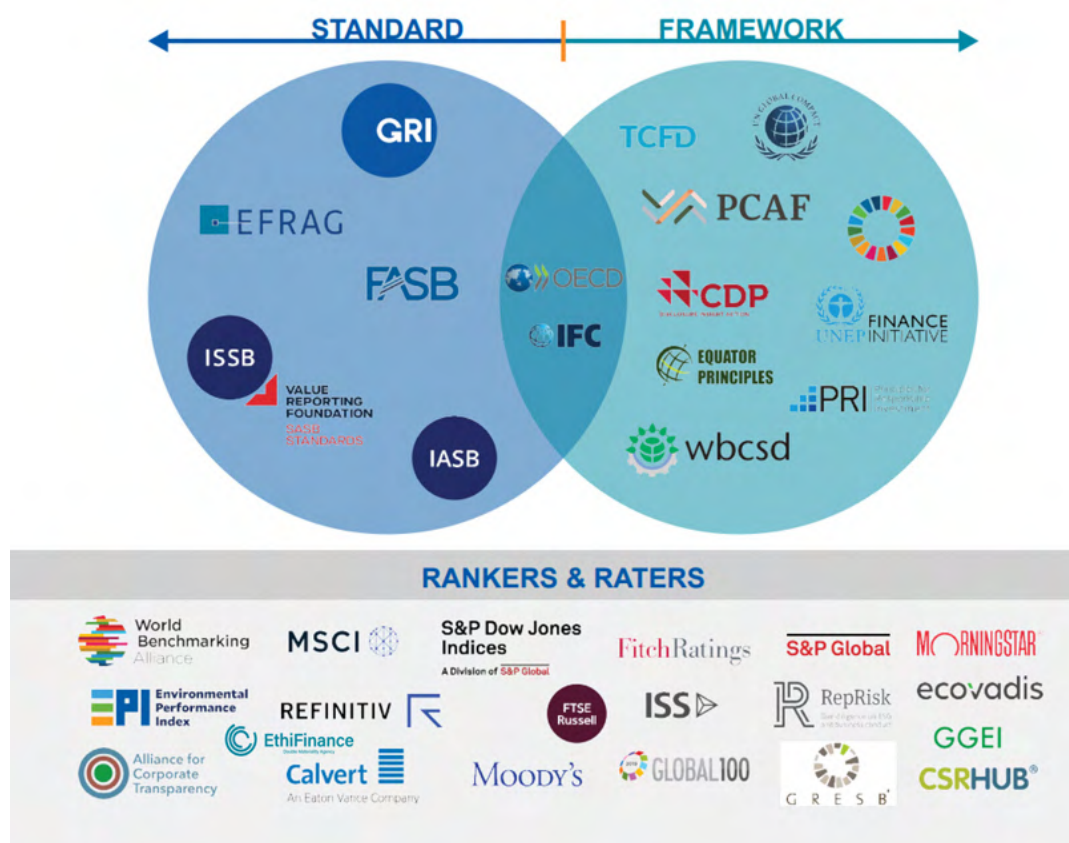 STANDARD
FRAMEWORK
GRI
EFRAG
FASB
ISSB
VALUE
REPORTING
FOUNDATION
SASB
STANDARDS
IASB
OECD
IFC
TCFD
UN GLOBAL COMPACT
PCAF
CDP
UNEP
FINANCE
INITIATIVE
EQUATOR
PRINCIPLES
PRI
wbcsd
RANKERS & RATERS
World
Benchmarking
Alliance
MSCI
S&P Dow Jones
Indices
A Division of S&P Global
FitchRatings
S&P Global
MORNINGSTAR
EPI
Environmental
Performance
Index
REFINITIV
FTSE
Russell
ISS
RepRisk
ecovadis
EthiFinance
GGEI
Alliance for
Corporate
Transparency
Calvert
An Eaton Vance Company
MOODY'S
GLOBAL100
GRESB
CSRHUB®